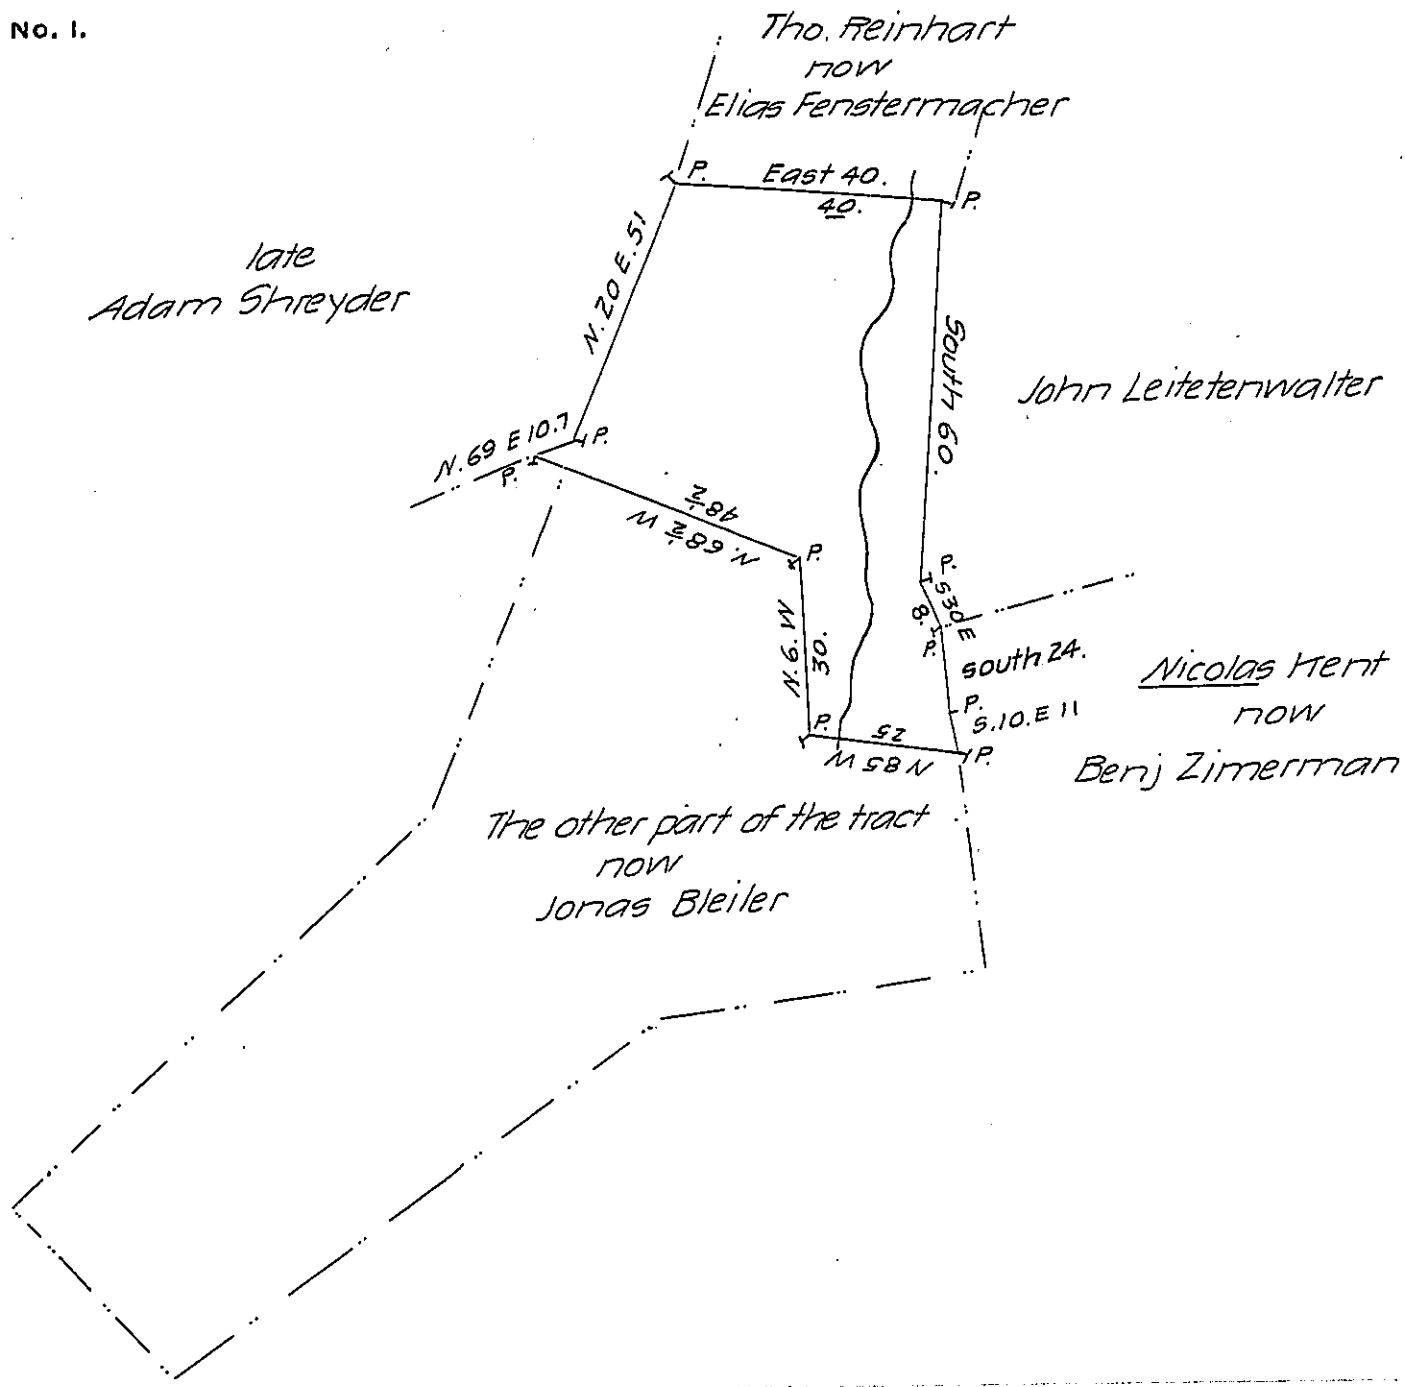 No. 1.
Tho. Reinhart
now
Elias Fenstermacher
P.
East 40.
40.
P.
N. 20 E. 51
late
Adam Shreyder
South 60.
John Leitetenwalter
N. 69 E 10.7
P.
P.
48½
N. 68½ W
P.
P.
S 30 E
8.
P.
N. 6. W
30.
south 24.
Nicolas Hent
now
Benj Zimerman
P.
S. 10. E 11
P.
25
N 85 W
P.
The other part of the tract
now
Jonas Bleiler